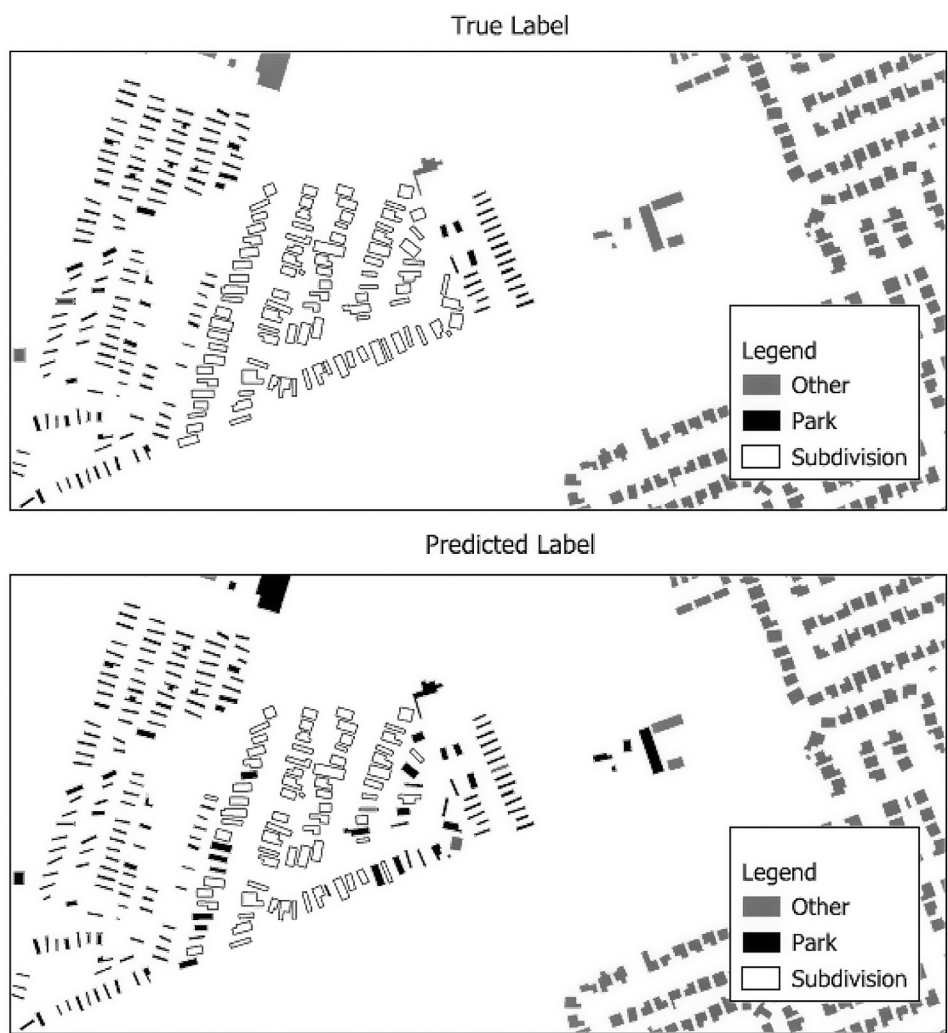 True Label
Legend
Other
Park
Subdivision
Predicted Label
Legend
Other
Park
Subdivision